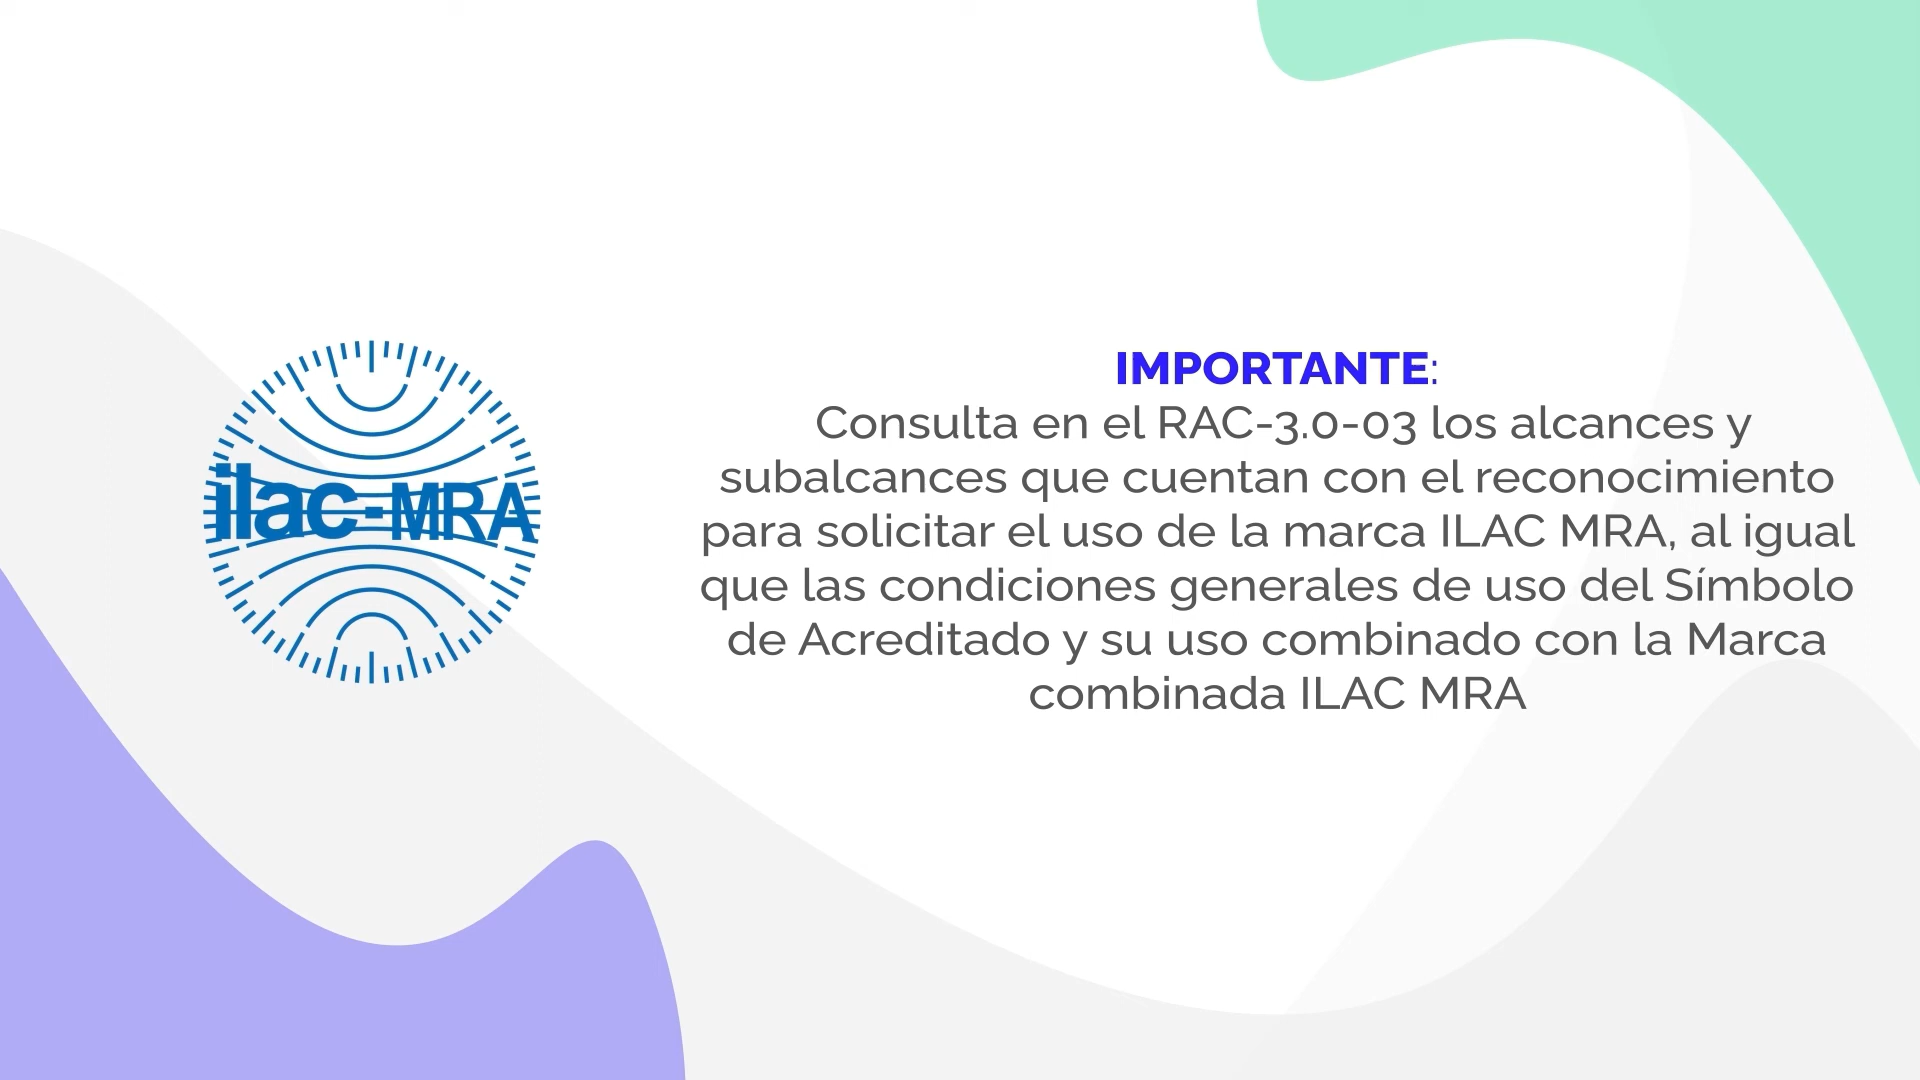 ilac-MRA
IMPORTANTE:
Consulta en el RAC-3.0-03 los alcances y
subalcances que cuentan con el reconocimiento
para solicitar el uso de la marca ILAC MRA, al igual
que las condiciones generales de uso del Símbolo
de Acreditado y su uso combinado con la Marca
combinada ILAC MRA